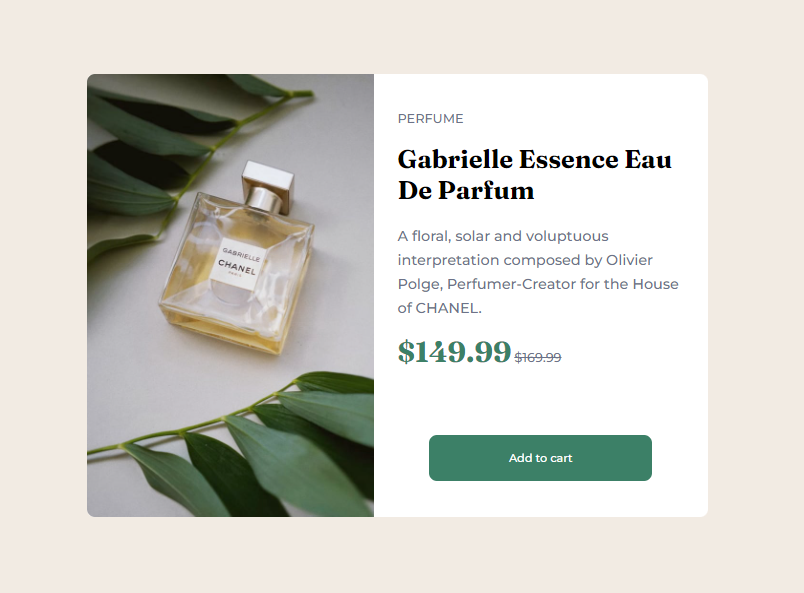 GABRIELLE
CHANEL
PARIS
PERFUME
Gabrielle Essence Eau
De Parfum
A floral, solar and voluptuous
interpretation composed by Olivier
Polge, Perfumer-Creator for the House
of CHANEL.
$149.99 $169.99
Add to cart